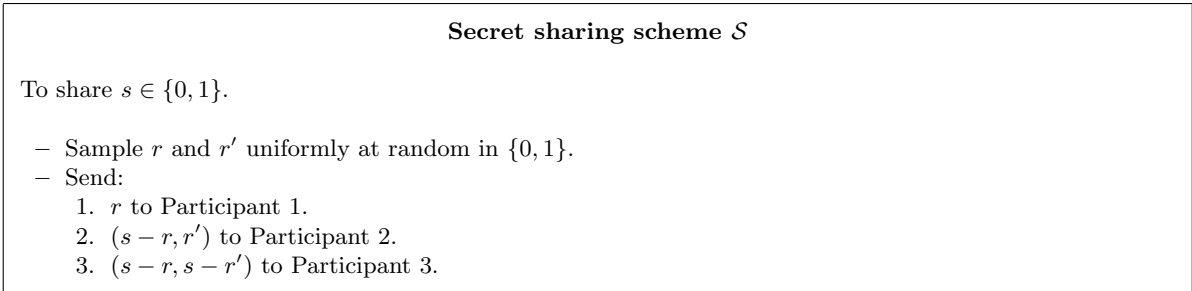 Secret sharing scheme 𝒮
To share s ∈ {0, 1}.
– Sample r and r′ uniformly at random in {0, 1}.
– Send:
1. r to Participant 1.
2. (s − r, r′) to Participant 2.
3. (s − r, s − r′) to Participant 3.